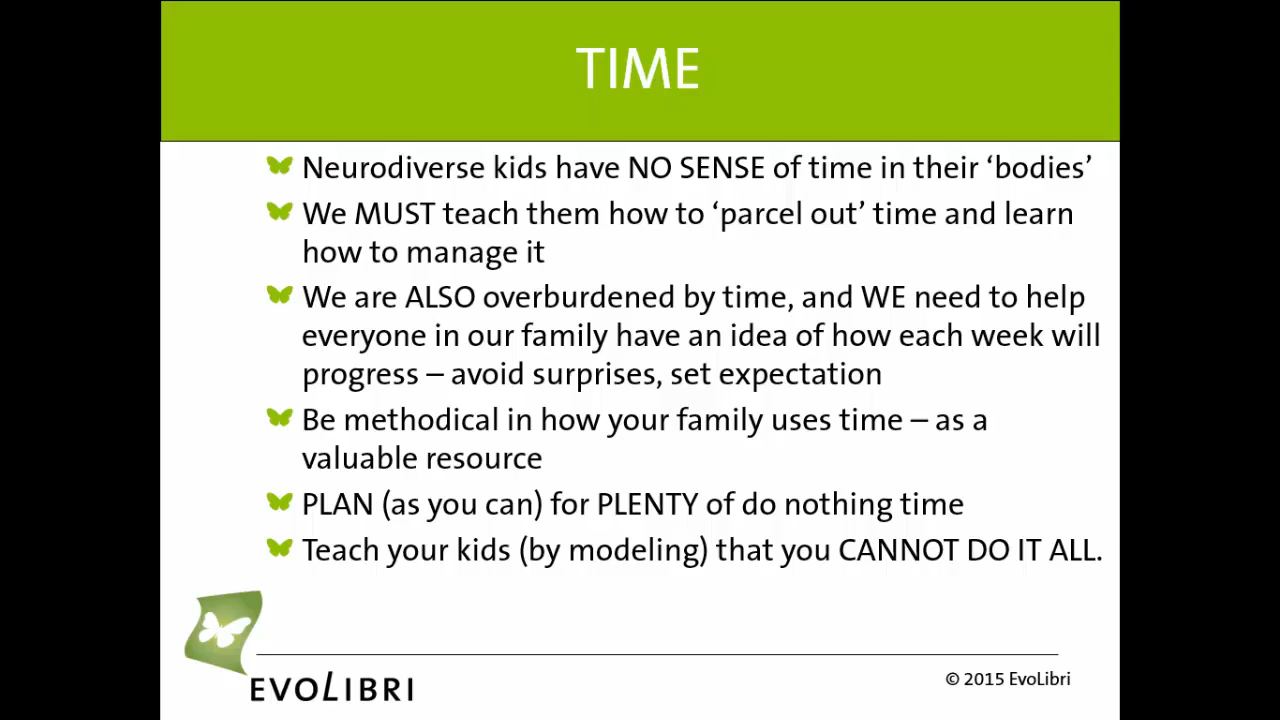 TIME
Neurodiverse kids have NO SENSE of time in their ‘bodies’
We MUST teach them how to ‘parcel out’ time and learn
how to manage it
We are ALSO overburdened by time, and WE need to help
everyone in our family have an idea of how each week will
progress – avoid surprises, set expectation
Be methodical in how your family uses time – as a
valuable resource
PLAN (as you can) for PLENTY of do nothing time
Teach your kids (by modeling) that you CANNOT DO IT ALL.
EVOLIBRI
© 2015 EvoLibri